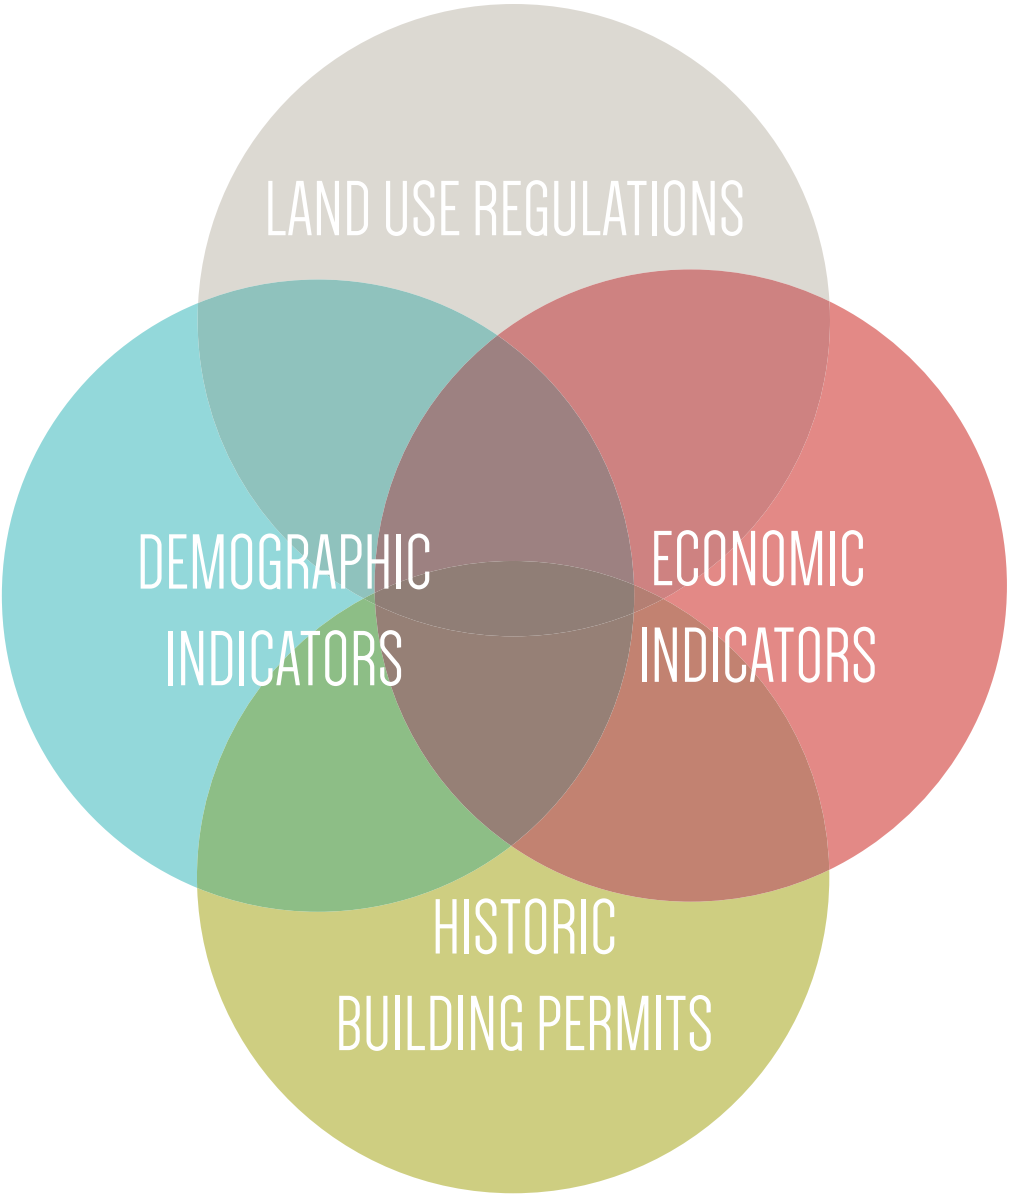 LAND USE REGULATIONS
DEMOGRAPHIC
INDICATORS
ECONOMIC
INDICATORS
HISTORIC
BUILDING PERMITS